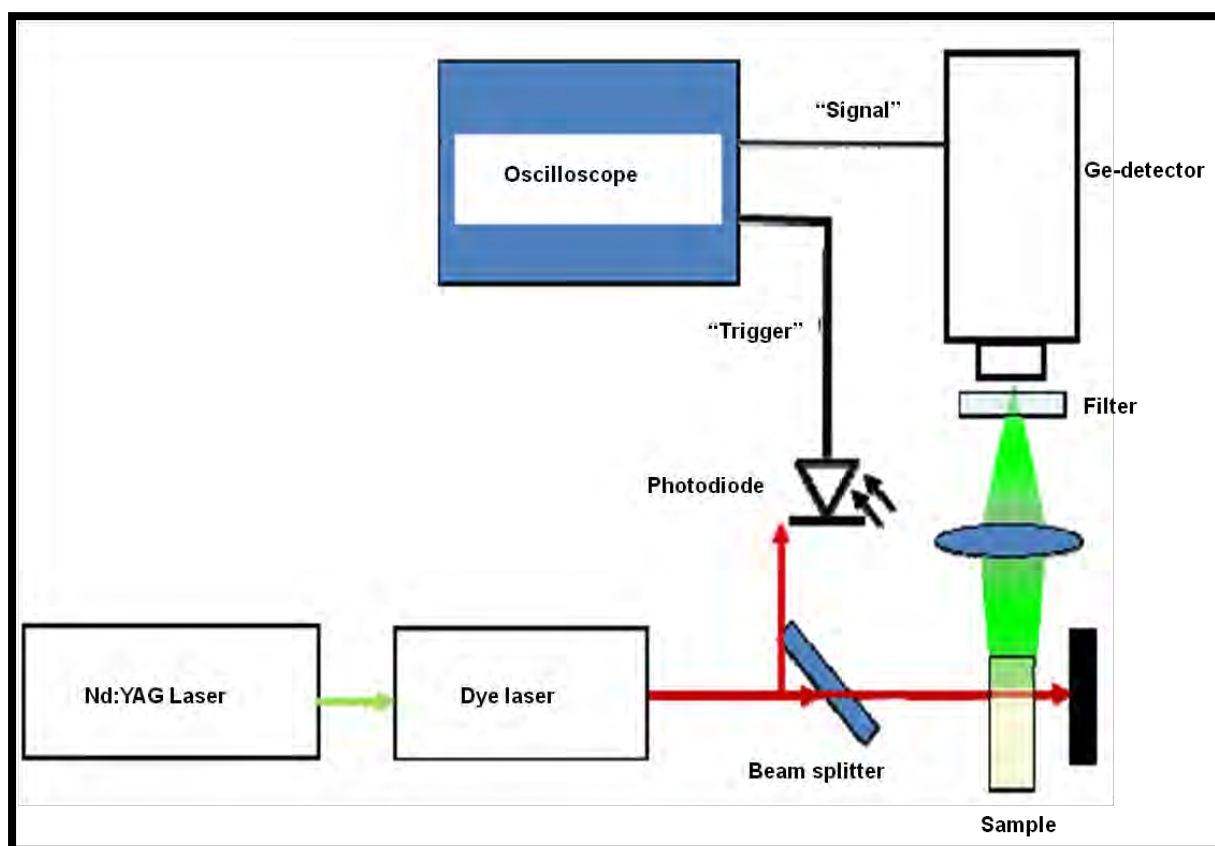 “Signal”
Oscilloscope
Ge-detector
“Trigger”
Filter
Photodiode
Nd:YAG Laser
Dye laser
Beam splitter
Sample